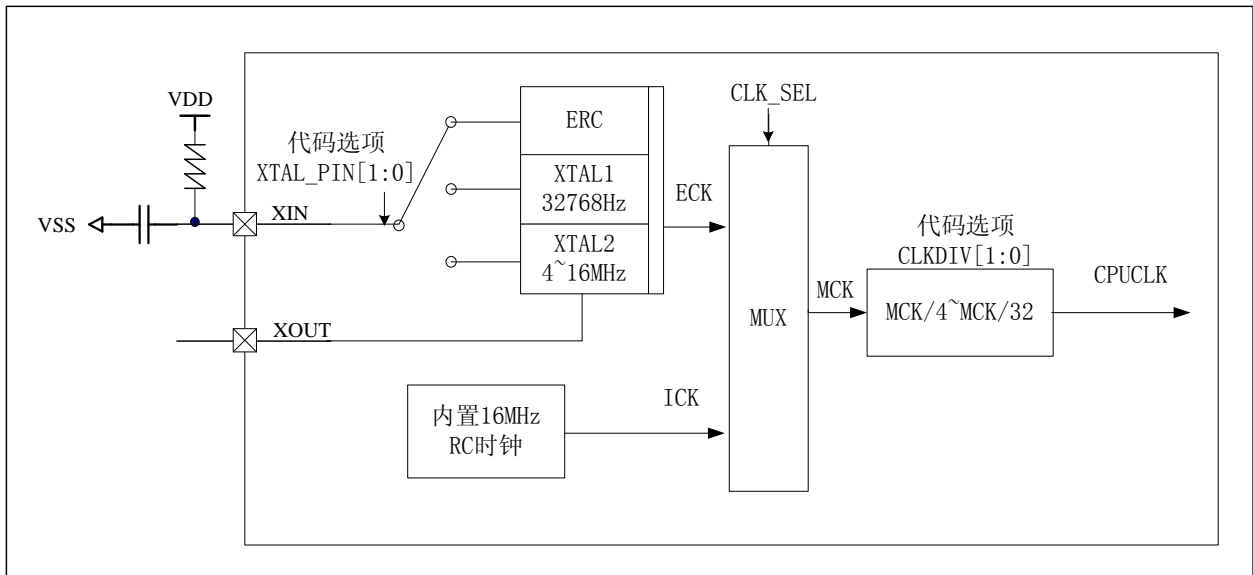 VDD
代码选项
XTAL_PIN[1:0]
VSS
XIN
XOUT
ERC
XTAL1
32768Hz
XTAL2
4~16MHz
ECK
CLK_SEL
MUX
内置16MHz
RC时钟
ICK
MCK
代码选项
CLKDIV[1:0]
MCK/4~MCK/32
CPUCLK